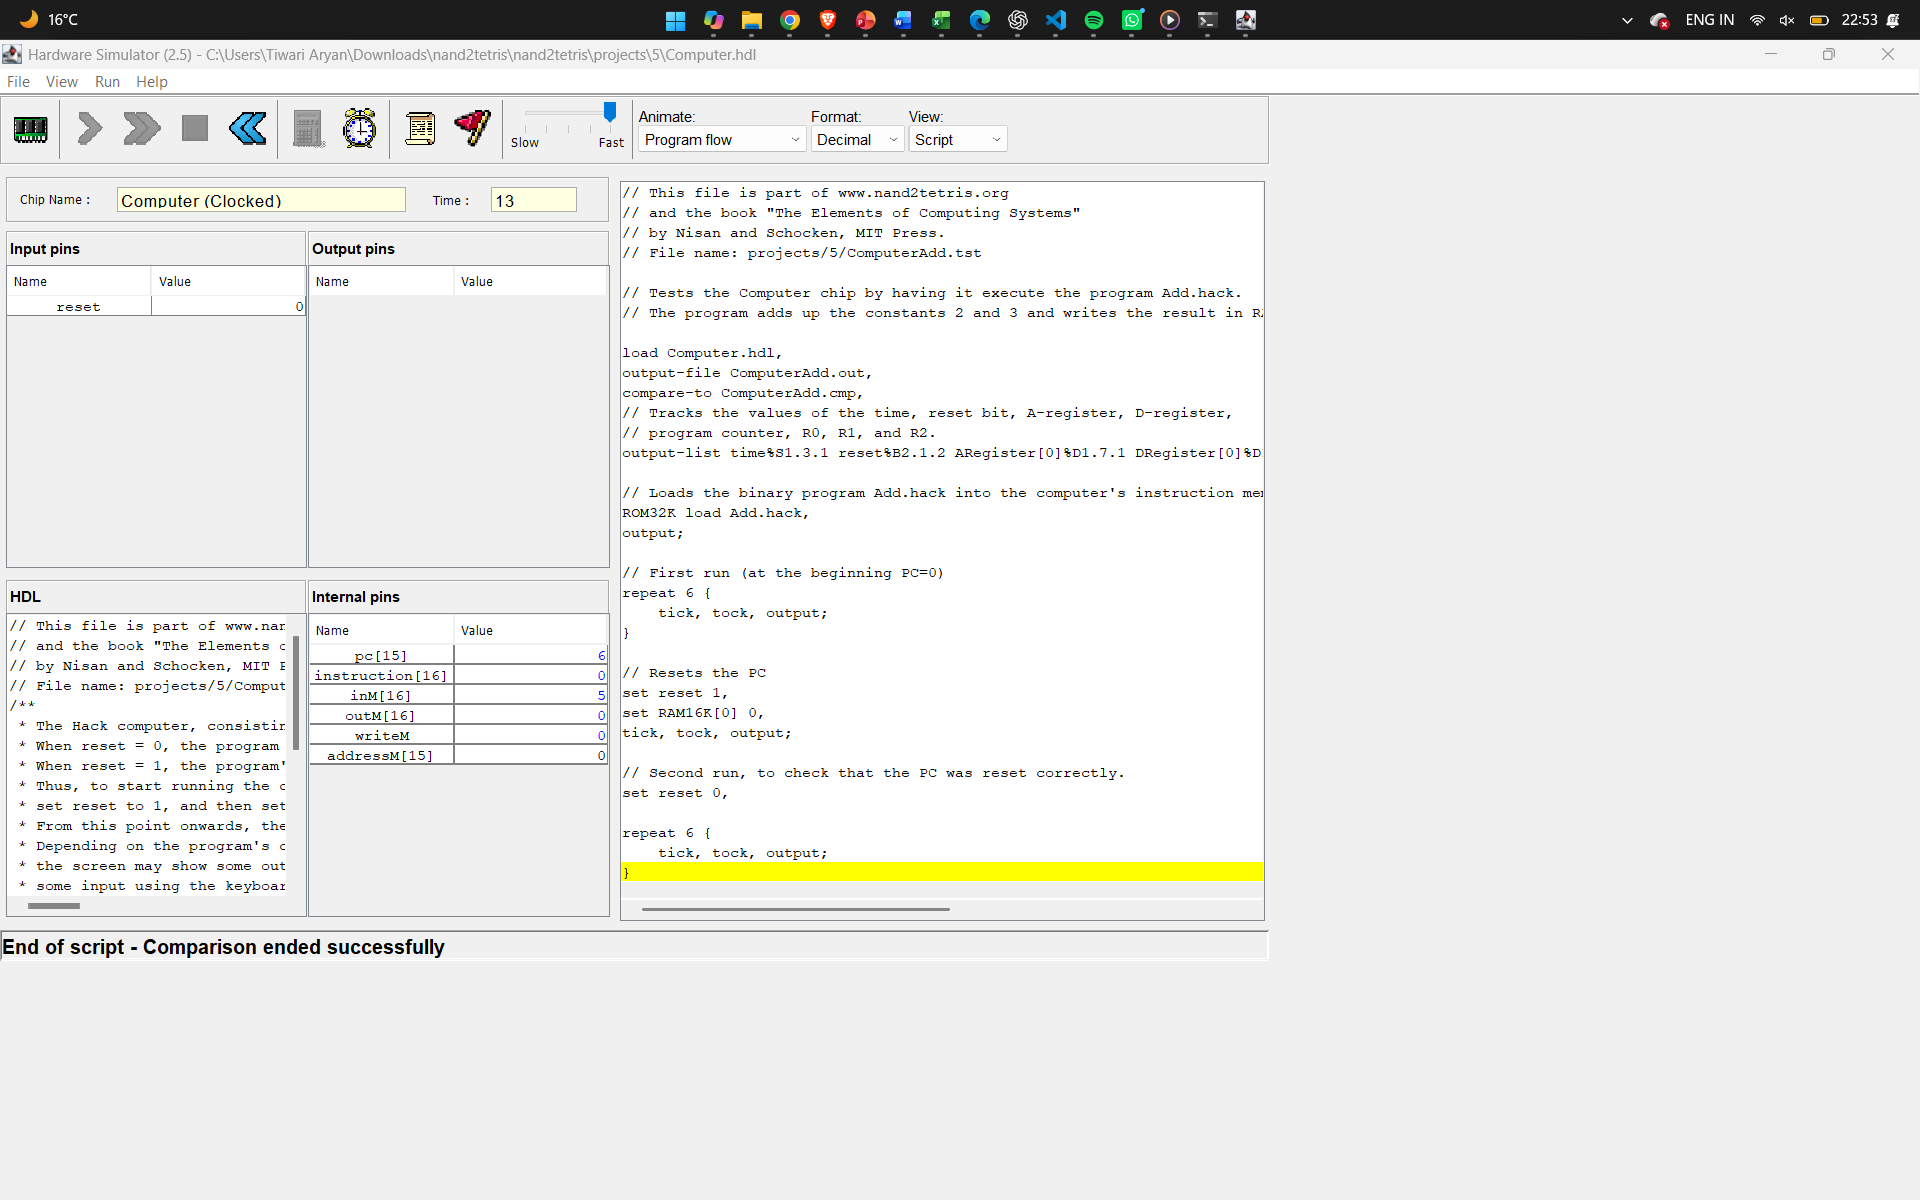 16°C
ENG IN
22:53
Hardware Simulator (2.5) - C:\Users\Tiwari Aryan\Downloads\nand2tetris\nand2tetris\projects\5\Computer.hdl
File View Run Help
Slow Fast
Animate: Format: View:
Program flow Decimal Script
Chip Name : Computer (Clocked) Time : 13
Input pins
Name Value
reset 0
Output pins
Name Value
HDL
// This file is part of www.nan
// and the book "The Elements o
// by Nisan and Schocken, MIT P
// File name: projects/5/Comput
/**
* The Hack computer, consistin
* When reset = 0, the program
* When reset = 1, the program'
* Thus, to start running the c
* set reset to 1, and then set
* From this point onwards, the
* Depending on the program's c
* the screen may show some out
* some input using the keyboar
Internal pins
Name Value
pc[15] 6
instruction[16] 0
inM[16] 5
outM[16] 0
writeM 0
addressM[15] 0
// This file is part of www.nand2tetris.org
// and the book "The Elements of Computing Systems"
// by Nisan and Schocken, MIT Press.
// File name: projects/5/ComputerAdd.tst
// Tests the Computer chip by having it execute the program Add.hack.
// The program adds up the constants 2 and 3 and writes the result in RA
load Computer.hdl,
output-file ComputerAdd.out,
compare-to ComputerAdd.cmp,
// Tracks the values of the time, reset bit, A-register, D-register,
// program counter, R0, R1, and R2.
output-list time%S1.3.1 reset%B2.1.2 ARegister[0]%D1.7.1 DRegister[0]%D
// Loads the binary program Add.hack into the computer's instruction mem
ROM32K load Add.hack,
output;
// First run (at the beginning PC=0)
repeat 6 {
tick, tock, output;
}
// Resets the PC
set reset 1,
set RAM16K[0] 0,
tick, tock, output;
// Second run, to check that the PC was reset correctly.
set reset 0,
repeat 6 {
tick, tock, output;
}
End of script - Comparison ended successfully